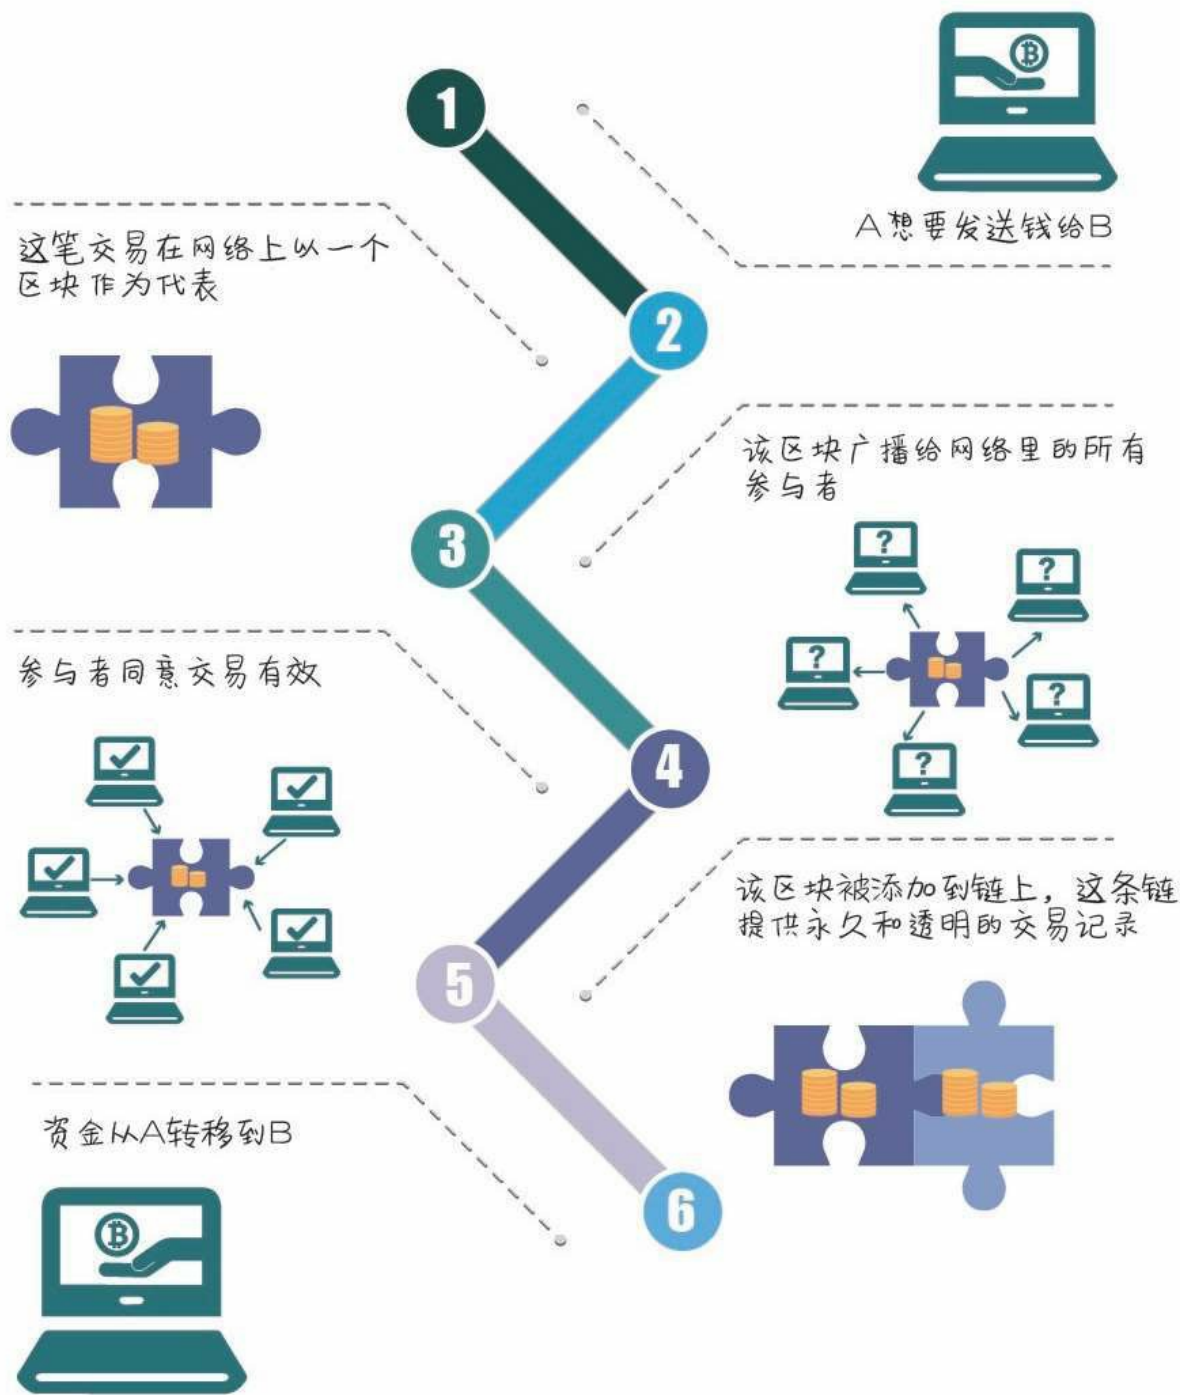 1
A想要发送钱给B
2
这笔交易在网络上以一个
区块作为代表
3
该区块广播给网络里的所有
参与者
?
?
?
?
?
4
参与者同意交易有效
5
该区块被添加到链上，这条链
提供永久和透明的交易记录
6
资金从A转移到B